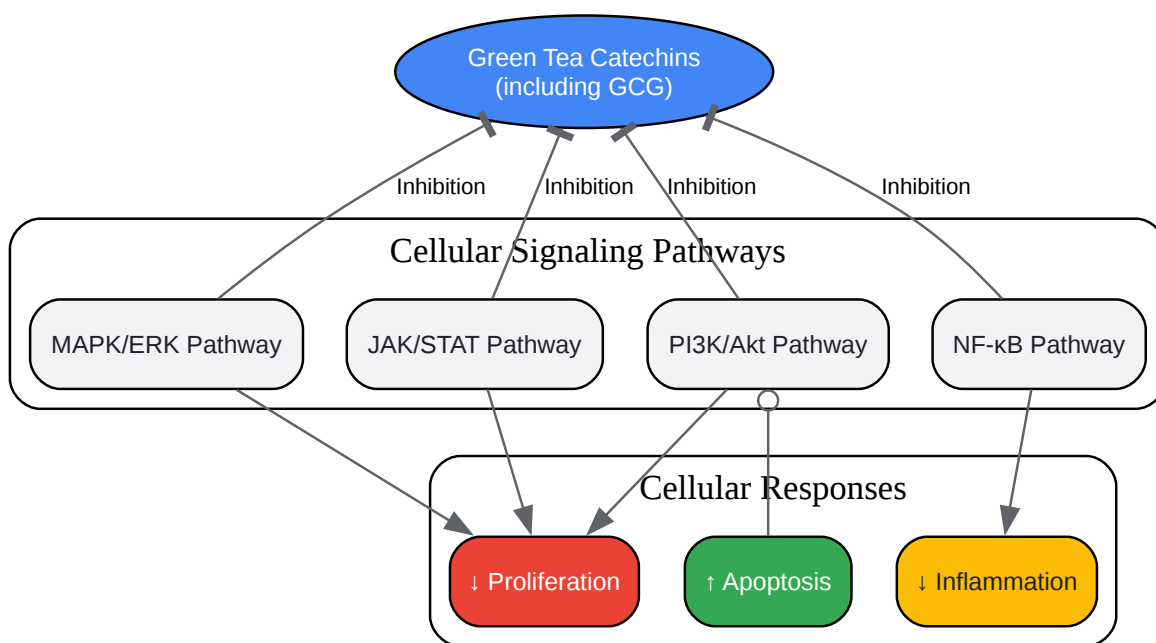 Green Tea Catechins
(including GCG)
Inhibition
Inhibition
Inhibition
Inhibition
Cellular Signaling Pathways
MAPK/ERK Pathway
JAK/STAT Pathway
PI3K/Akt Pathway
NF-κB Pathway
Cellular Responses
↓ Proliferation
↑ Apoptosis
↓ Inflammation